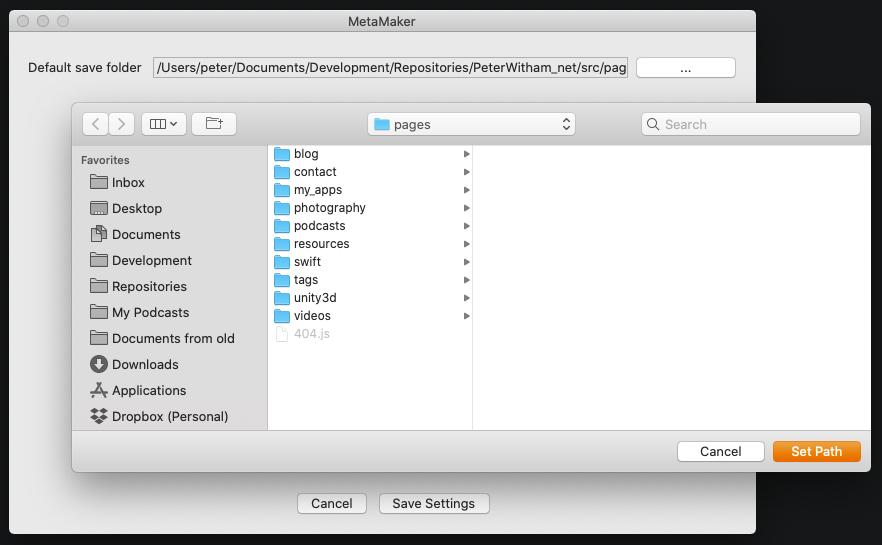 MetaMaker
Default save folder /Users/peter/Documents/Development/Repositories/PeterWitham_net/src/pag ...
pages
Search
Favorites
Inbox
Desktop
Documents
Development
Repositories
My Podcasts
Documents from old
Downloads
Applications
Dropbox (Personal)
blog
contact
my_apps
photography
podcasts
resources
swift
tags
unity3d
videos
404.js
Cancel Set Path
Cancel Save Settings